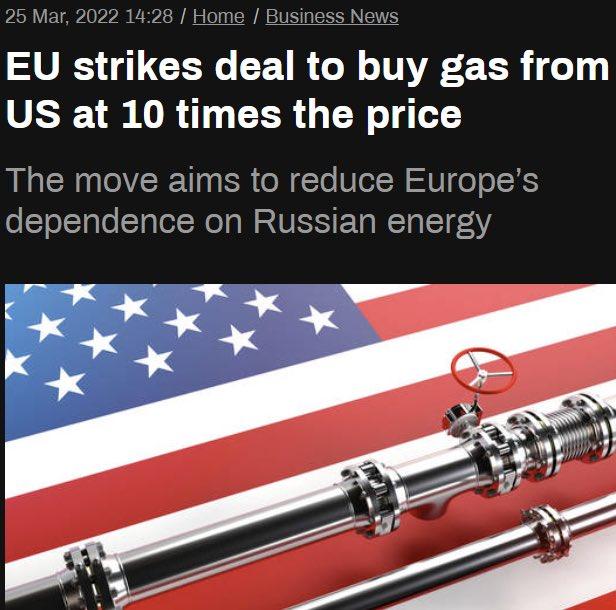 25 Mar, 2022 14:28 / Home / Business News
EU strikes deal to buy gas from
US at 10 times the price
The move aims to reduce Europe’s
dependence on Russian energy